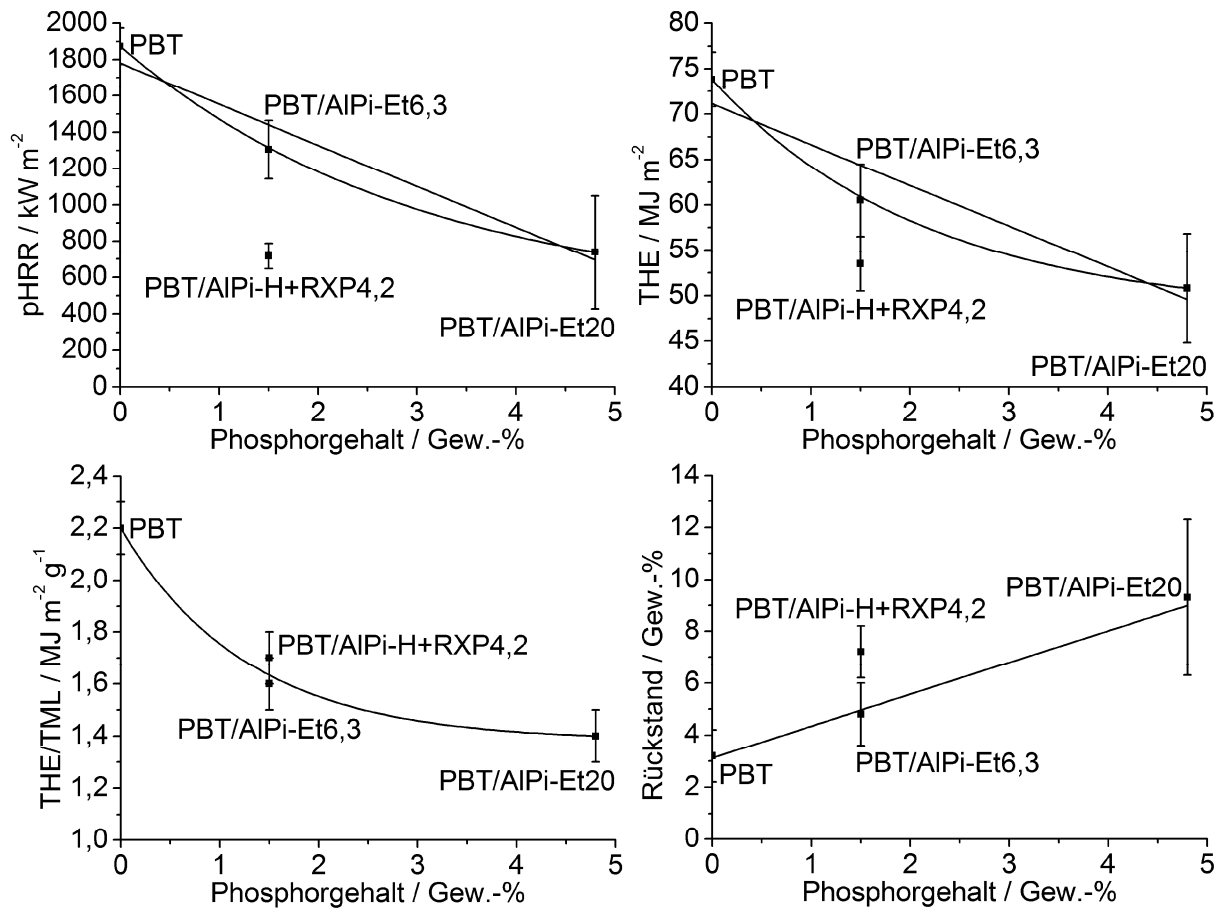 pHRR / kW m⁻²
2000
1800
1600
1400
1200
1000
800
600
400
200
0
PBT
PBT/AlPi-Et6,3
PBT/AlPi-H+RXP4,2
PBT/AlPi-Et20
0 1 2 3 4 5
Phosphorgehalt / Gew.-%
THE / MJ m⁻²
80
75
70
65
60
55
50
45
40
PBT
PBT/AlPi-Et6,3
PBT/AlPi-H+RXP4,2
PBT/AlPi-Et20
0 1 2 3 4 5
Phosphorgehalt / Gew.-%
THE/TML / MJ m⁻² g⁻¹
2,4
2,2
2,0
1,8
1,6
1,4
1,2
1,0
PBT
PBT/AlPi-H+RXP4,2
PBT/AlPi-Et6,3
PBT/AlPi-Et20
0 1 2 3 4 5
Phosphorgehalt / Gew.-%
Rückstand / Gew.-%
14
12
10
8
6
4
2
0
PBT/AlPi-Et20
PBT/AlPi-H+RXP4,2
PBT/AlPi-Et6,3
PBT
0 1 2 3 4 5
Phosphorgehalt / Gew.-%